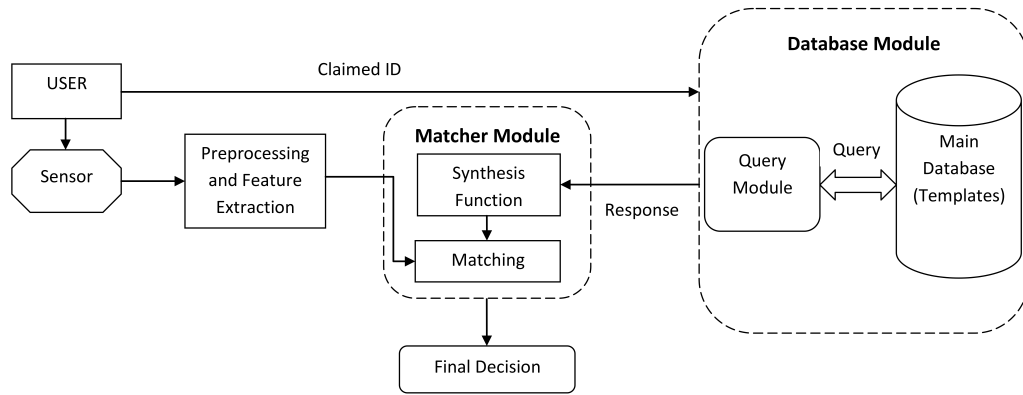 Database Module
USER
Claimed ID
Sensor
Preprocessing
and Feature
Extraction
Matcher Module
Synthesis
Function
Matching
Response
Query
Module
Query
Main
Database
(Templates)
Final Decision